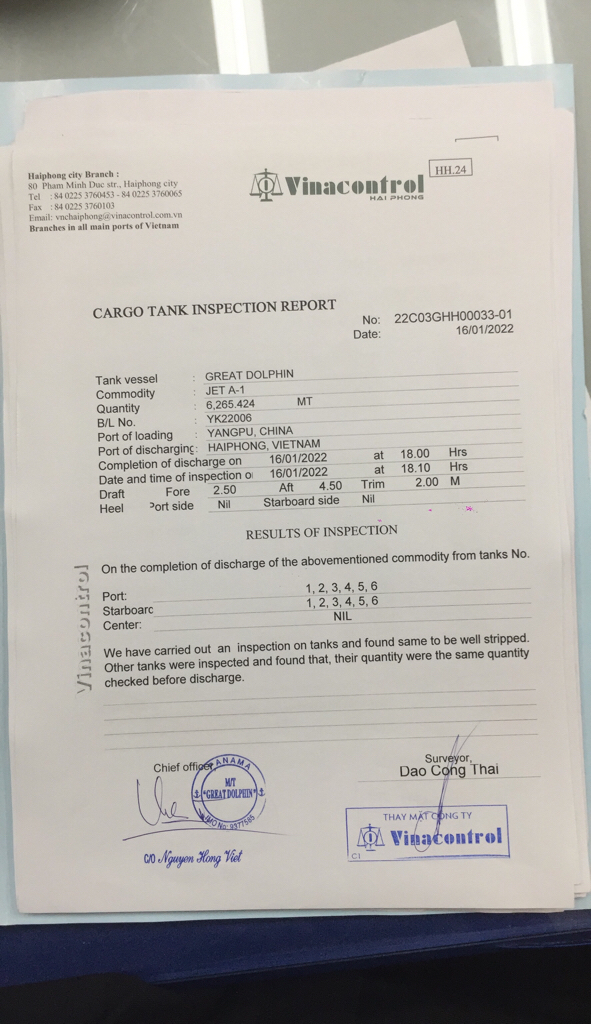 Haiphong city Branch :
80 Pham Minh Duc str., Haiphong city
Tel : 84 0225 3760453 - 84 0225 3760065
Fax : 84 0225 3760103
Email: vnchaiphong@vinacontrol.com.vn
Branches in all main ports of Vietnam
Vinacontrol
HAI PHONG
HH.24
CARGO TANK INSPECTION REPORT
No: 22C03GHH00033-01
Date: 16/01/2022
Tank vessel : GREAT DOLPHIN
Commodity : JET A-1
Quantity : 6,265.424 MT
B/L No. : YK22006
Port of loading : YANGPU, CHINA
Port of discharging: HAIPHONG, VIETNAM
Completion of discharge on 16/01/2022 at 18.00 Hrs
Date and time of inspection o 16/01/2022 at 18.10 Hrs
Draft Fore 2.50 Aft 4.50 Trim 2.00 M
Heel Port side Nil Starboard side Nil
RESULTS OF INSPECTION
On the completion of discharge of the abovementioned commodity from tanks No.
Port: 1, 2, 3, 4, 5, 6
Starboard 1, 2, 3, 4, 5, 6
Center: NIL
We have carried out an inspection on tanks and found same to be well stripped.
Other tanks were inspected and found that, their quantity were the same quantity
checked before discharge.
Vinacontrol
Chief officer
PANAMA
M/T
"GREAT DOLPHIN"
IMO No: 9377585
C/O Nguyen Hong Viet
Surveyor,
Dao Cong Thai
THAY MẶT CÔNG TY
Vinacontrol
C1